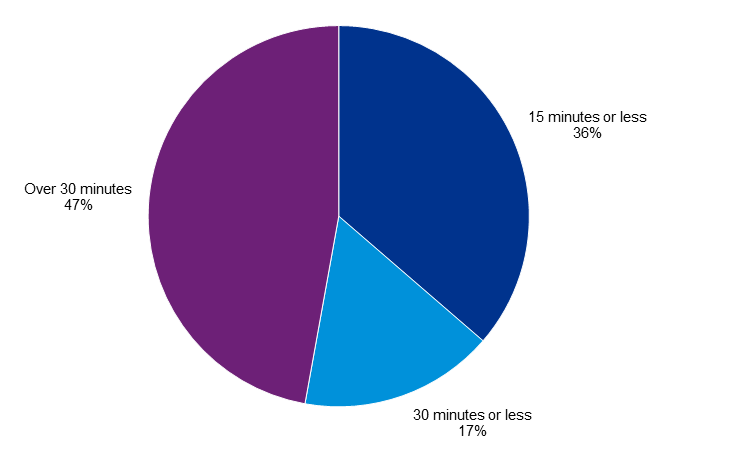 15 minutes or less
36%
Over 30 minutes
47%
30 minutes or less
17%